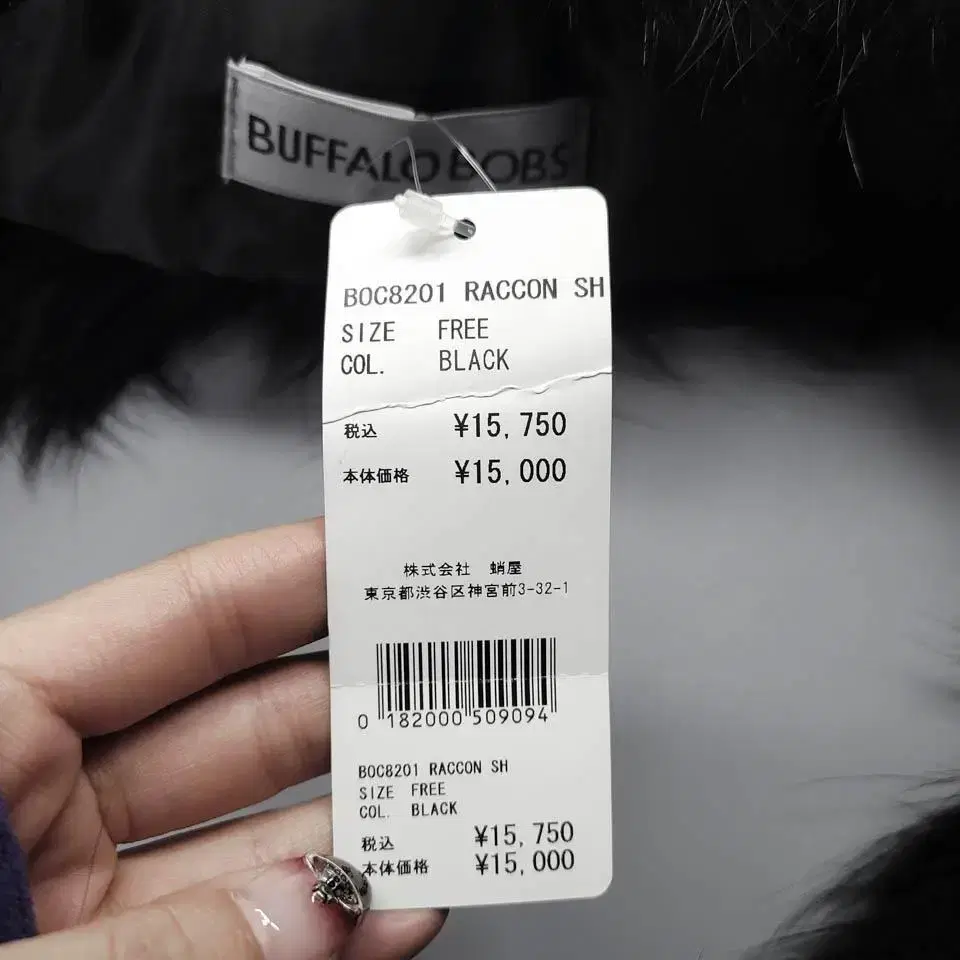 BUFFALO BOBS
BOC8201 RACCON SH
SIZE FREE
COL. BLACK
税込 ¥15,750
本体価格 ¥15,000
株式会社 蛸屋
東京都渋谷区神宮前3-32-1
0 182000 509094
BOC8201 RACCON SH
SIZE FREE
COL. BLACK
税込 ¥15,750
本体価格 ¥15,000